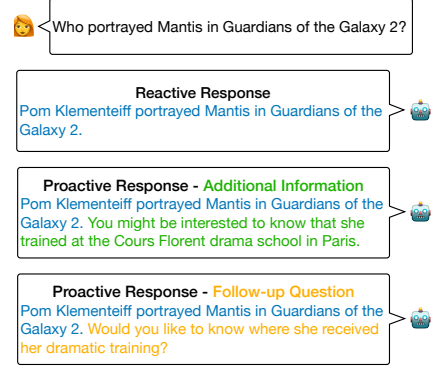 Who portrayed Mantis in Guardians of the Galaxy 2?
Reactive Response
Pom Klementeiff portrayed Mantis in Guardians of the
Galaxy 2.
Proactive Response - Additional Information
Pom Klementeiff portrayed Mantis in Guardians of the
Galaxy 2. You might be interested to know that she
trained at the Cours Florent drama school in Paris.
Proactive Response - Follow-up Question
Pom Klementeiff portrayed Mantis in Guardians of the
Galaxy 2. Would you like to know where she received
her dramatic training?